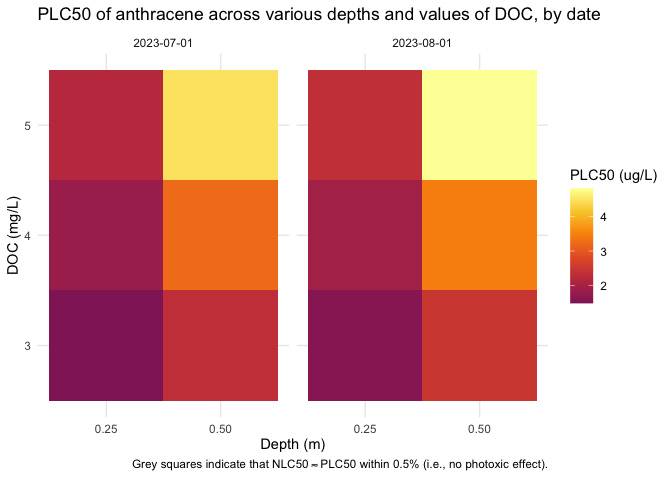 PLC50 of anthracene across various depths and values of DOC, by date
2023-07-01
2023-08-01
5
4
3
DOC (mg/L)
0.25
0.50
0.25
0.50
Depth (m)
PLC50 (ug/L)
4
3
2
Grey squares indicate that NLC50 ≈ PLC50 within 0.5% (i.e., no photoxic effect).